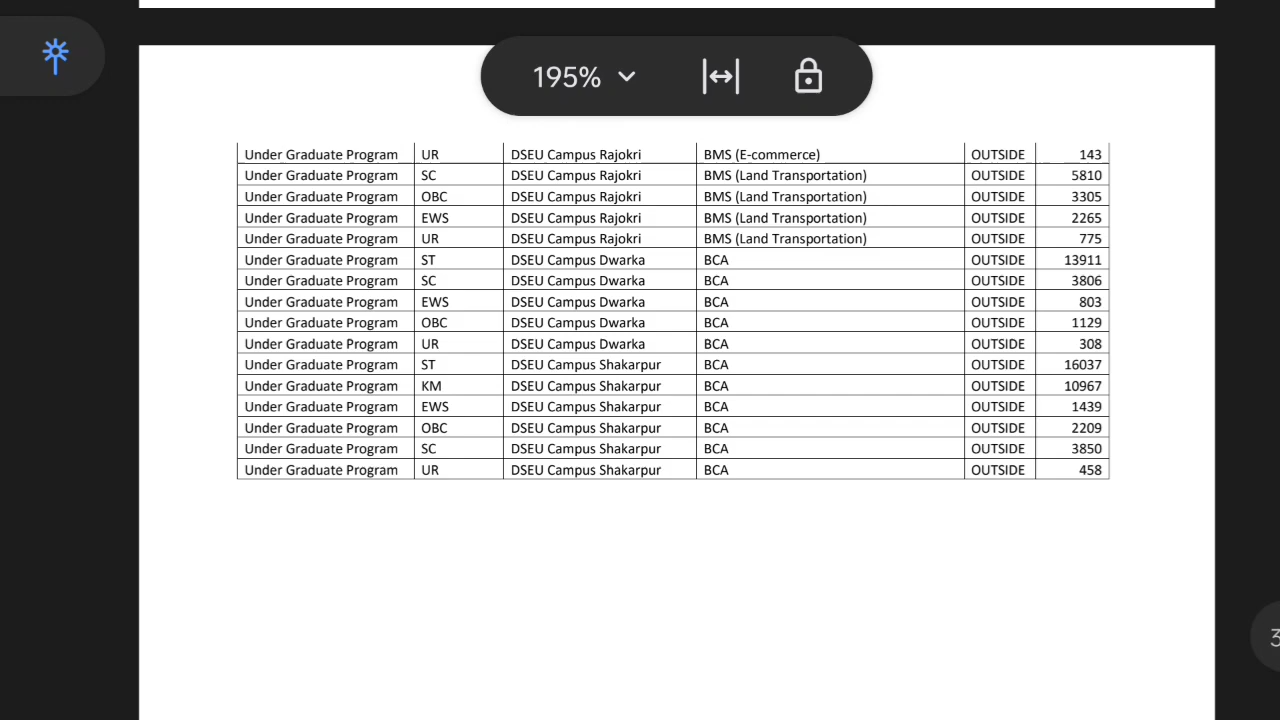 195%
Under Graduate Program UR DSEU Campus Rajokri BMS (E-commerce) OUTSIDE 143
Under Graduate Program SC DSEU Campus Rajokri BMS (Land Transportation) OUTSIDE 5810
Under Graduate Program OBC DSEU Campus Rajokri BMS (Land Transportation) OUTSIDE 3305
Under Graduate Program EWS DSEU Campus Rajokri BMS (Land Transportation) OUTSIDE 2265
Under Graduate Program UR DSEU Campus Rajokri BMS (Land Transportation) OUTSIDE 775
Under Graduate Program ST DSEU Campus Dwarka BCA OUTSIDE 13911
Under Graduate Program SC DSEU Campus Dwarka BCA OUTSIDE 3806
Under Graduate Program EWS DSEU Campus Dwarka BCA OUTSIDE 803
Under Graduate Program OBC DSEU Campus Dwarka BCA OUTSIDE 1129
Under Graduate Program UR DSEU Campus Dwarka BCA OUTSIDE 308
Under Graduate Program ST DSEU Campus Shakarpur BCA OUTSIDE 16037
Under Graduate Program KM DSEU Campus Shakarpur BCA OUTSIDE 10967
Under Graduate Program EWS DSEU Campus Shakarpur BCA OUTSIDE 1439
Under Graduate Program OBC DSEU Campus Shakarpur BCA OUTSIDE 2209
Under Graduate Program SC DSEU Campus Shakarpur BCA OUTSIDE 3850
Under Graduate Program UR DSEU Campus Shakarpur BCA OUTSIDE 458